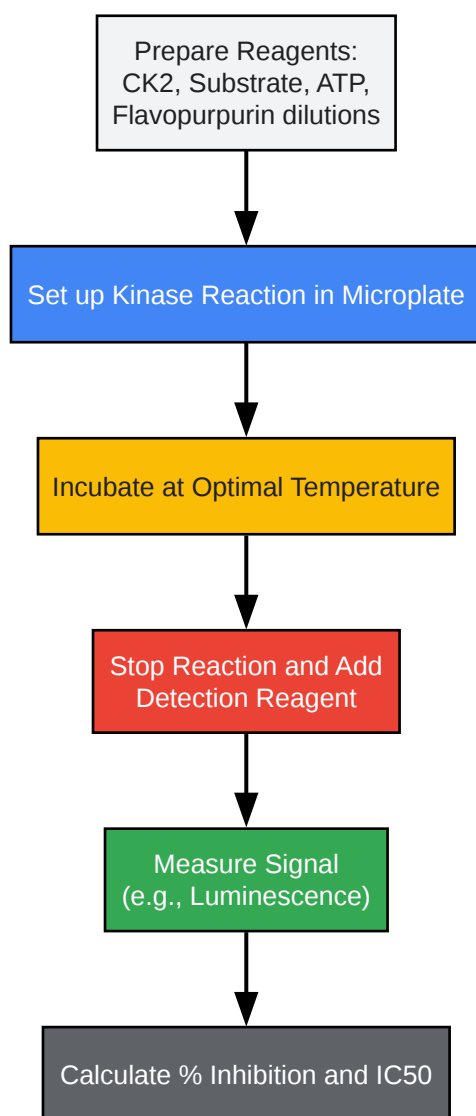 Prepare Reagents:
CK2, Substrate, ATP,
Flavopurpurin dilutions
Set up Kinase Reaction in Microplate
Incubate at Optimal Temperature
Stop Reaction and Add
Detection Reagent
Measure Signal
(e.g., Luminescence)
Calculate % Inhibition and IC50